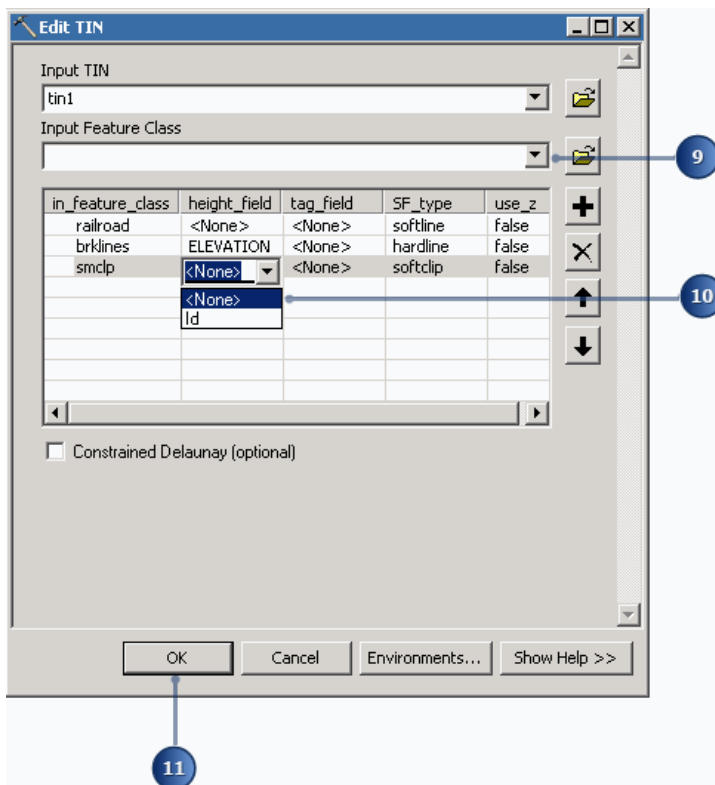 Edit TIN
Input TIN
tin1
Input Feature Class
9
in_feature_class height_field tag_field SF_type use_z
railroad <None> <None> softline false
brklines ELEVATION <None> hardline false
smclp <None> <None> softclip false
<None>
10
Id
Constrained Delaunay (optional)
OK Cancel Environments... Show Help >>
11